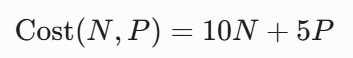 Cost(N, P) = 10N + 5P